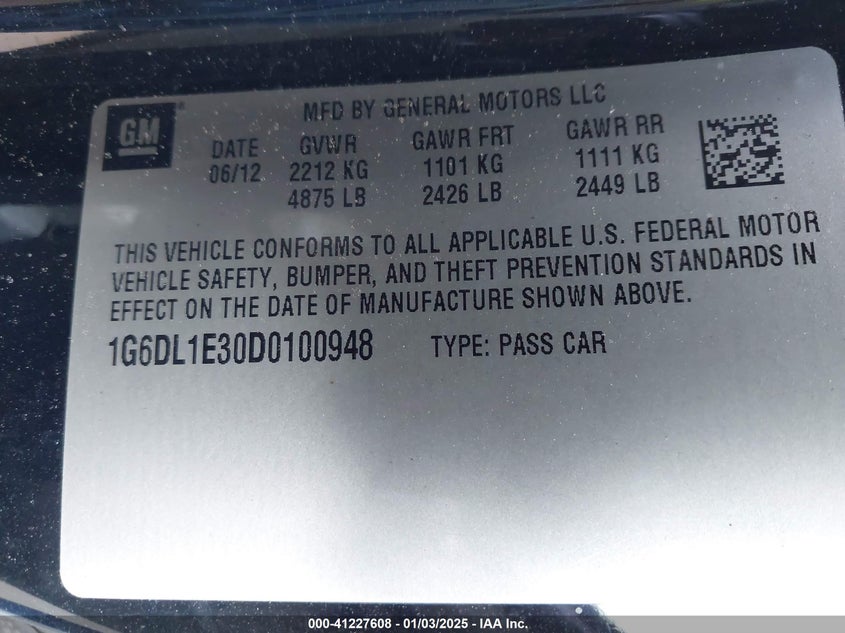 GM
MFD BY GENERAL MOTORS LLC
DATE GVWR GAWR FRT GAWR RR
06/12 2212 KG 1101 KG 1111 KG
4875 LB 2426 LB 2449 LB
THIS VEHICLE CONFORMS TO ALL APPLICABLE U.S. FEDERAL MOTOR
VEHICLE SAFETY, BUMPER, AND THEFT PREVENTION STANDARDS IN
EFFECT ON THE DATE OF MANUFACTURE SHOWN ABOVE.
1G6DL1E30D0100948 TYPE: PASS CAR
000-41227608 - 01/03/2025 - IAA Inc.